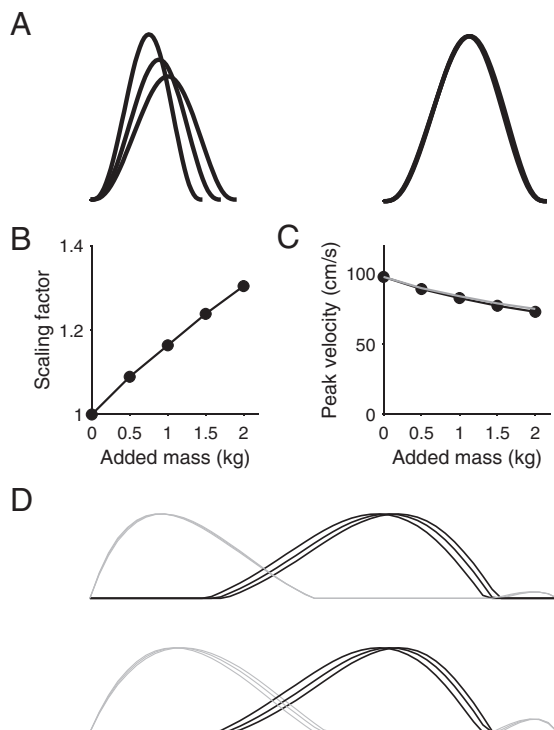 A
B
C
1.4
1.2
1
Scaling factor
0 0.5 1 1.5 2
Added mass (kg)
100
50
0
Peak velocity (cm/s)
0 0.5 1 1.5 2
Added mass (kg)
D